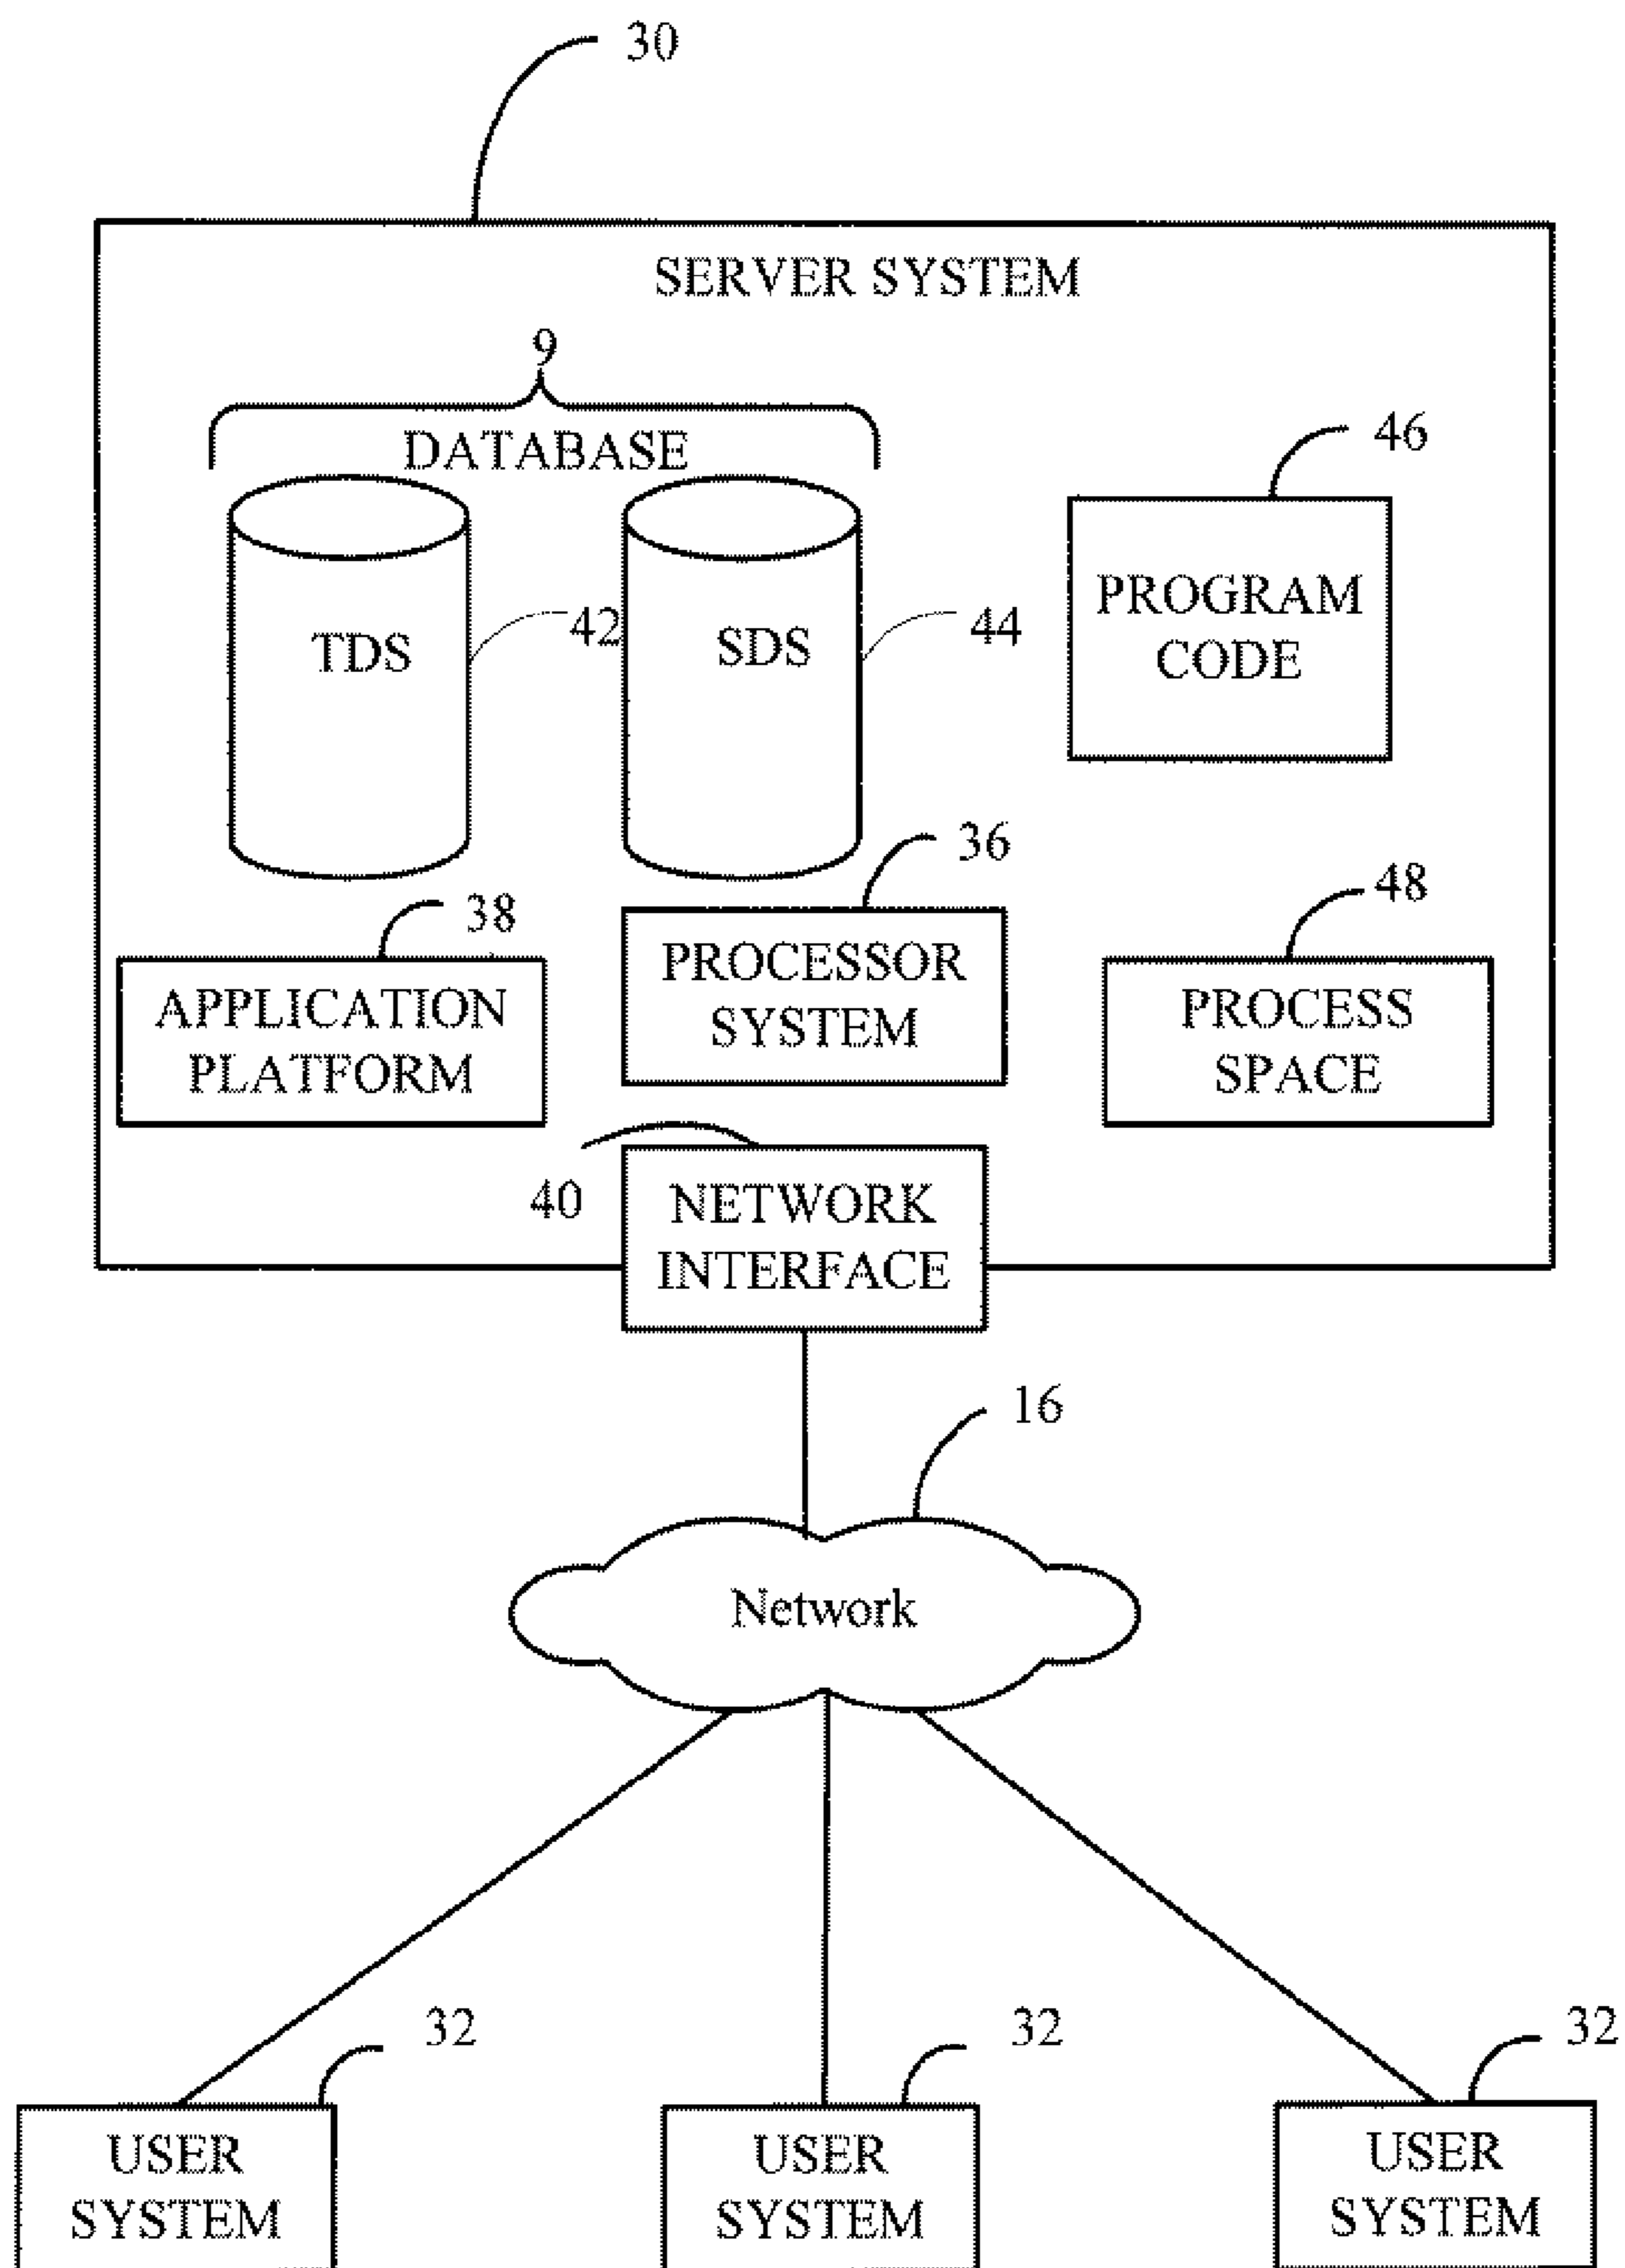 30
SERVER SYSTEM
9
DATABASE
46
TDS
42
SDS
44
PROGRAM
CODE
36
48
38
PROCESSOR
SYSTEM
APPLICATION
PLATFORM
PROCESS
SPACE
40
NETWORK
INTERFACE
16
Network
32
32
32
USER
SYSTEM
USER
SYSTEM
USER
SYSTEM